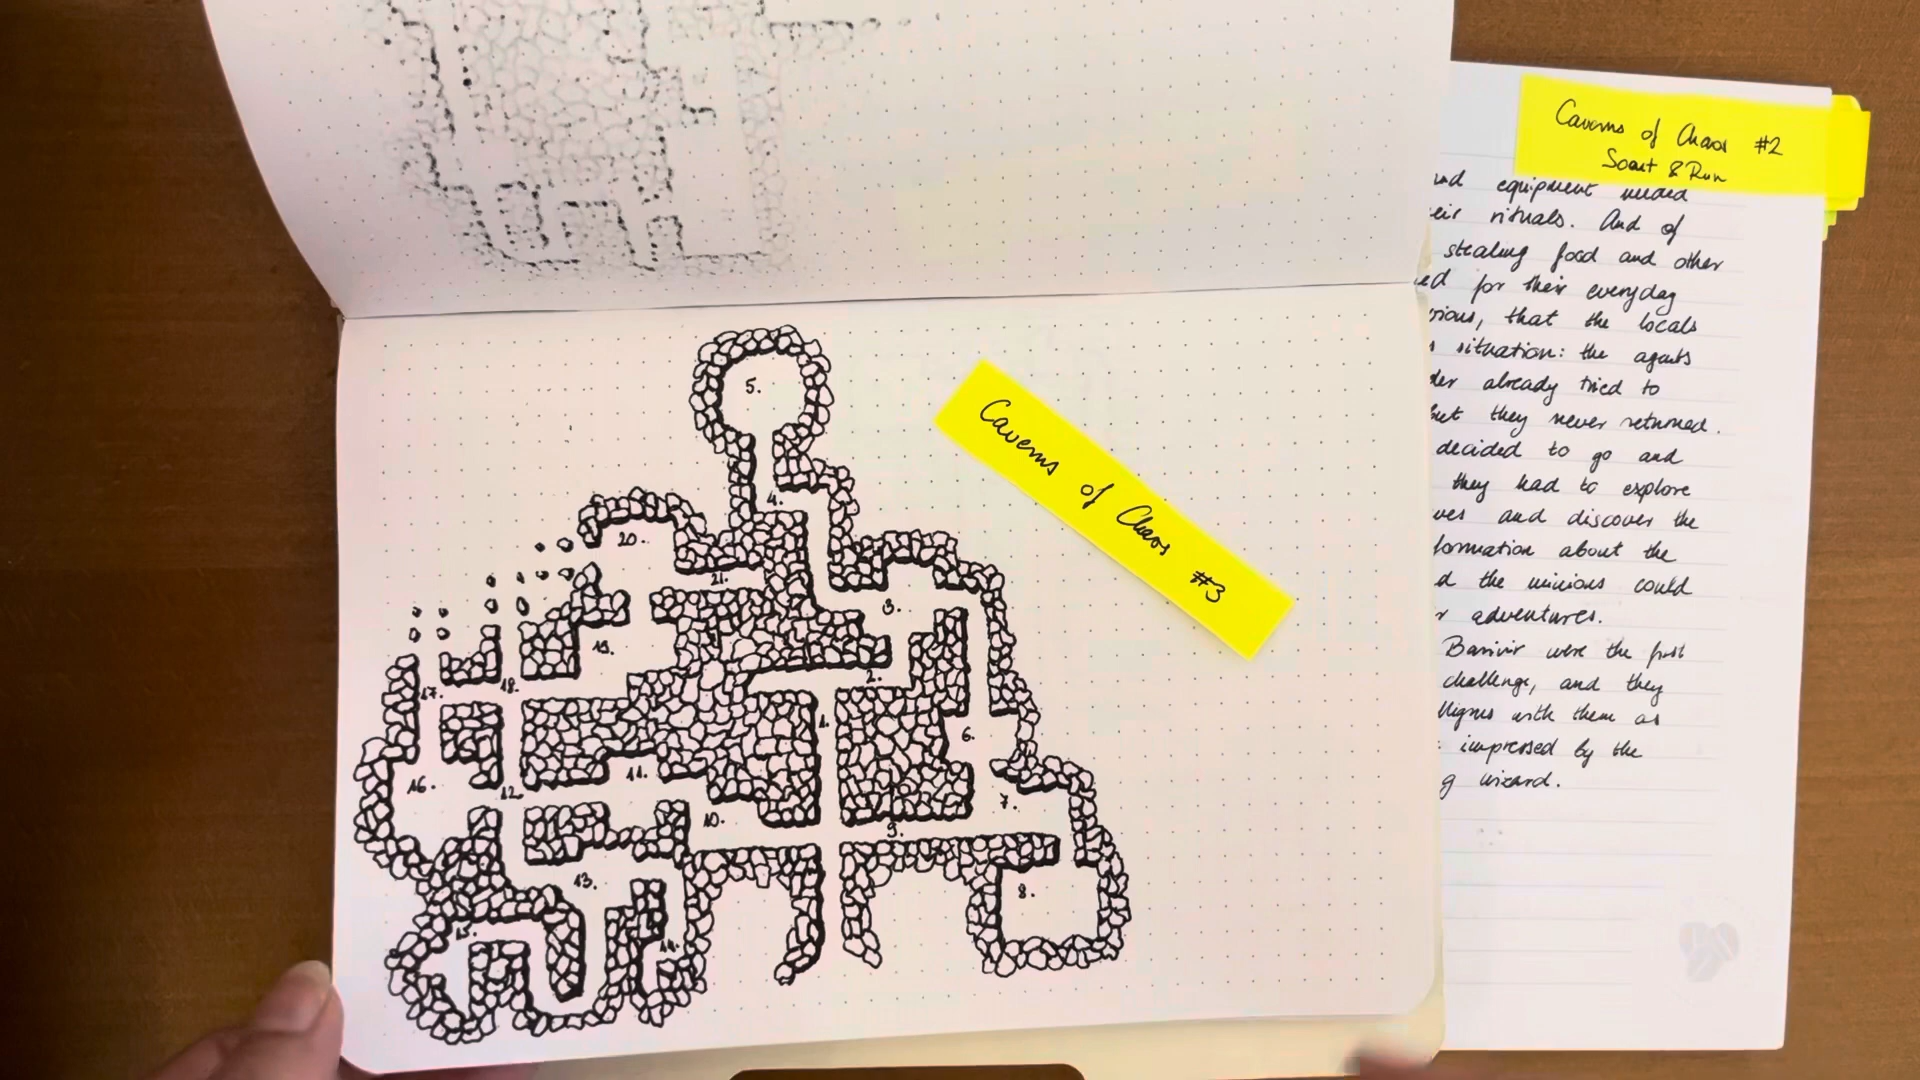 5.
4.
20.
21.
3.
19.
2.
17.
18.
1.
6.
11.
16.
12.
7.
10.
9.
13.
8.
15.
14.
Caverns of Chaos #3
Caverns of Chaos #2
Scout & Run
equipment needed
rituals. And of
stealing food and other
for their everyday
that the locals
situation: the agents
already tried to
but they never returned.
decided to go and
they had to explore
and discover the
about the
the minions could
adventures.
Barivir were the first
challenge, and they
with them as
: impressed by the
wizard.